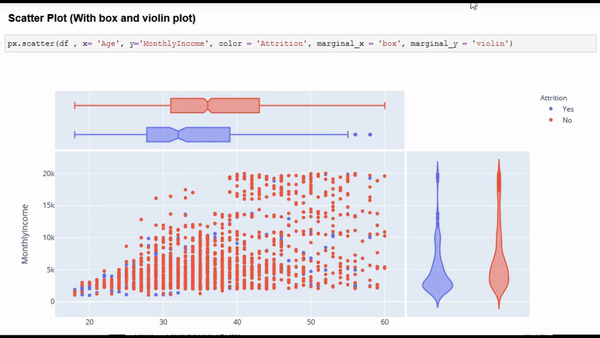 Scatter Plot (With box and violin plot)
px.scatter(df , x= 'Age', y='MonthlyIncome', color = 'Attrition', marginal_x = 'box', marginal_y = 'violin')
Attrition
Yes
No
MonthlyIncome
20k
15k
10k
5k
0
20
30
40
50
60